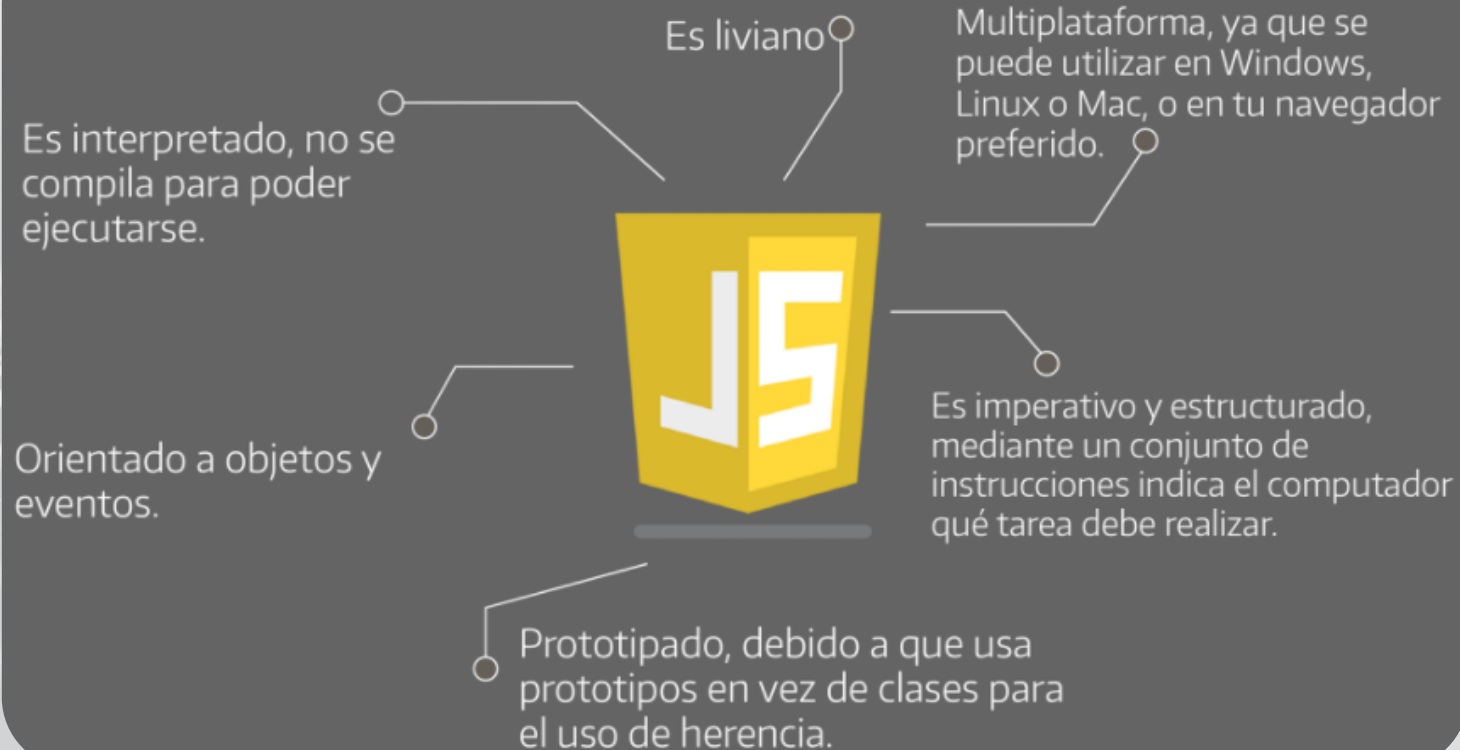 Es liviano
Multiplataforma, ya que se
puede utilizar en Windows,
Linux o Mac, o en tu navegador
preferido.
Es interpretado, no se
compila para poder
ejecutarse.
JS
Es imperativo y estructurado,
mediante un conjunto de
instrucciones indica el computador
qué tarea debe realizar.
Orientado a objetos y
eventos.
Prototipado, debido a que usa
prototipos en vez de clases para
el uso de herencia.